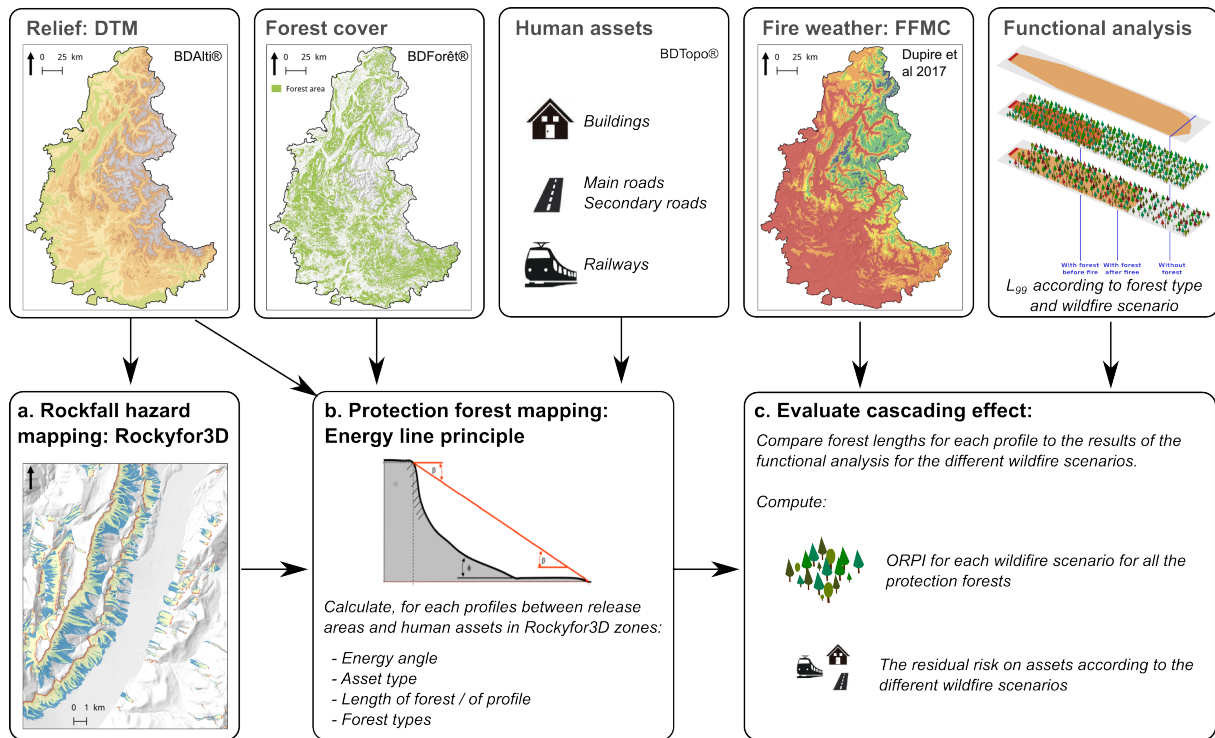 Relief: DTM
BDAlti®
0 25 km
Forest cover
BDForêt®
0 25 km
Forest area
Human assets
BDTopo®
Buildings
Main roads
Secondary roads
Railways
Fire weather: FFMC
Dupire et
al 2017
0 25 km
Functional analysis
With forest
before fire
With forest
after firee
Without
forest
L99 according to forest type
and wildfire scenario
a. Rockfall hazard
mapping: Rockyfor3D
0 1 km
b. Protection forest mapping:
Energy line principle
β
β
ϕ
Calculate, for each profiles between release
areas and human assets in Rockyfor3D zones:
- Energy angle
- Asset type
- Length of forest / of profile
- Forest types
c. Evaluate cascading effect:
Compare forest lengths for each profile to the results of the
functional analysis for the different wildfire scenarios.
Compute:
ORPI for each wildfire scenario for all the
protection forests
The residual risk on assets according to the
different wildfire scenarios